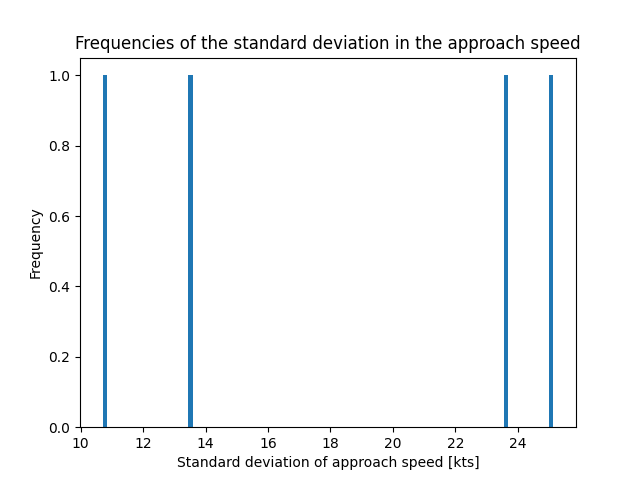 Frequencies of the standard deviation in the approach speed
1.0
0.8
0.6
0.4
0.2
0.0
Frequency
10 12 14 16 18 20 22 24
Standard deviation of approach speed [kts]